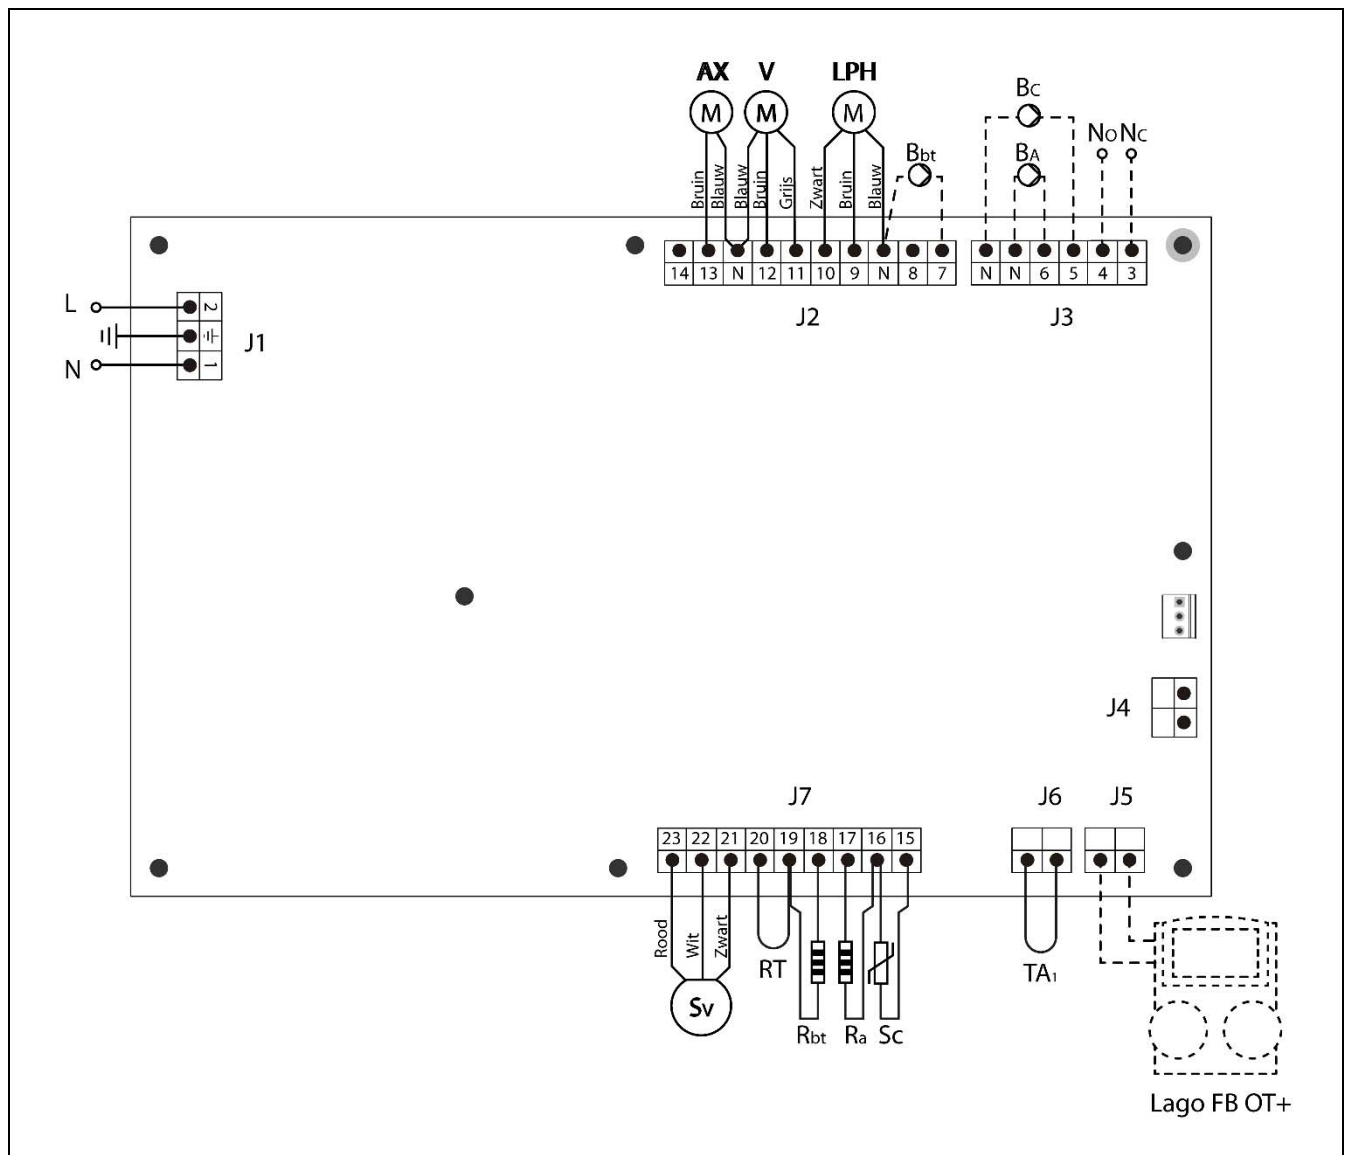 AX V LPH
M M M
BC
BA
NO NC
Bbt
Bruin Blauw Blauw Bruin Grijs Zwart Bruin Blauw
14 13 N 12 11 10 9 N 8 7
N N 6 5 4 3
J2
J3
L
N
2
1
J1
J4
J7
J6
J5
23 22 21 20 19 18 17 16 15
Rood Wit Zwart
Sv
RT
Rbt Ra Sc
TA1
Lago FB OT+